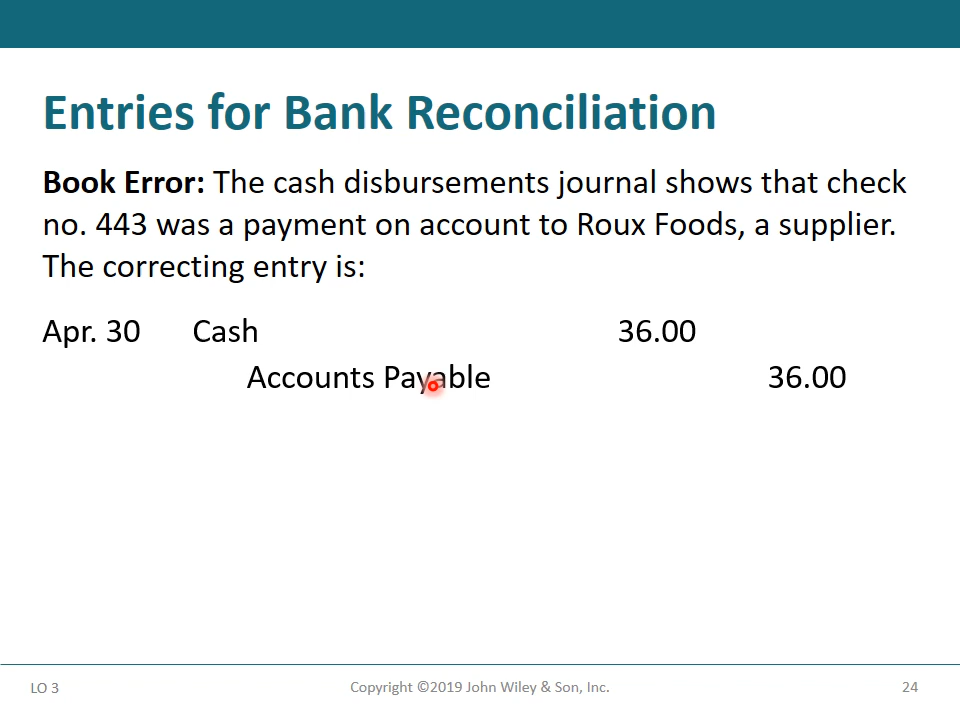 Entries for Bank Reconciliation
Book Error: The cash disbursements journal shows that check
no. 443 was a payment on account to Roux Foods, a supplier.
The correcting entry is:
Apr. 30 Cash 36.00
Accounts Payable 36.00
LO 3 Copyright ©2019 John Wiley & Son, Inc. 24